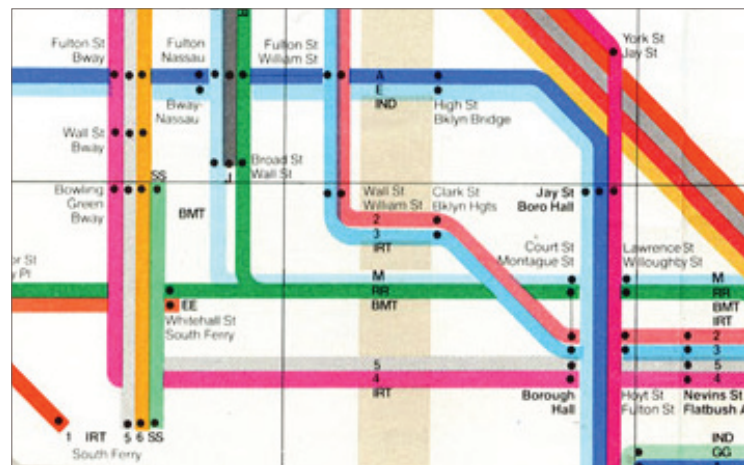 Fulton St
Bway
Fulton
Nassau
Fulton St
William St
York St
Jay St
A
E
IND
Bway-
Nassau
High St
Bklyn Bridge
Wall St
Bway
Broad St
Wall St
J
SS
Bowling
Green
Bway
BMT
Wall St
William St
Clark St
Bklyn Hgts
2
3
IRT
Jay St
Boro Hall
Court St
Montague St
Lawrence St
Willoughby St
M
RR
BMT
M
RR
BMT
IRT
EE
Whitehall St
South Ferry
2
3
5
4
5
4
IRT
Borough
Hall
Hoyt St
Fulton St
Nevins St
Flatbush
1
IRT
5
6
SS
South Ferry
IND
GG